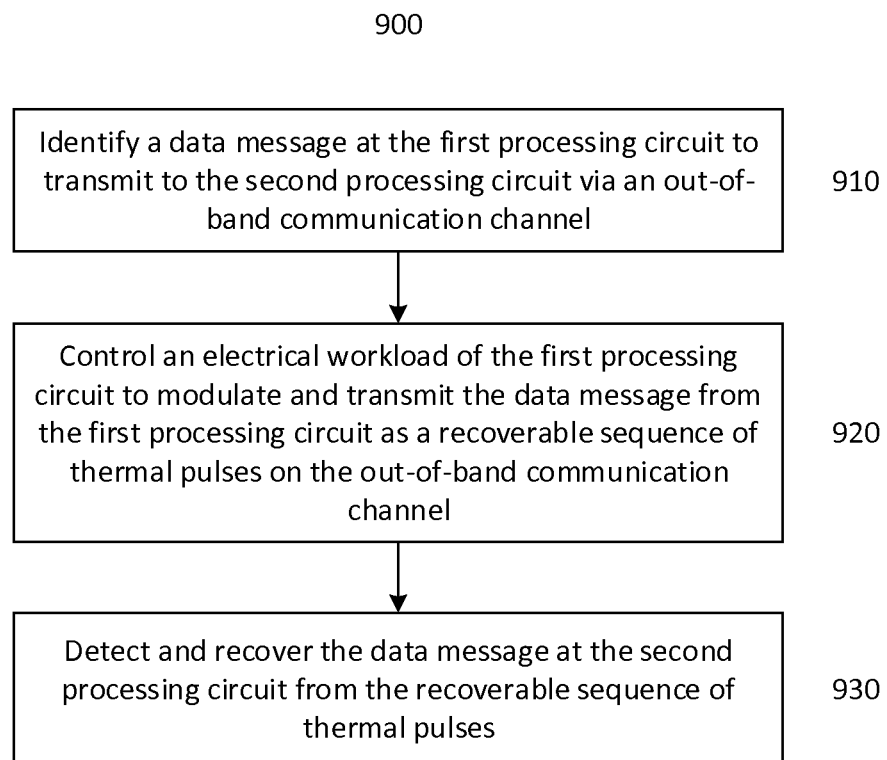 900
Identify a data message at the first processing circuit to
transmit to the second processing circuit via an out-of-
band communication channel
910
Control an electrical workload of the first processing
circuit to modulate and transmit the data message from
the first processing circuit as a recoverable sequence of
thermal pulses on the out-of-band communication
channel
920
Detect and recover the data message at the second
processing circuit from the recoverable sequence of
thermal pulses
930